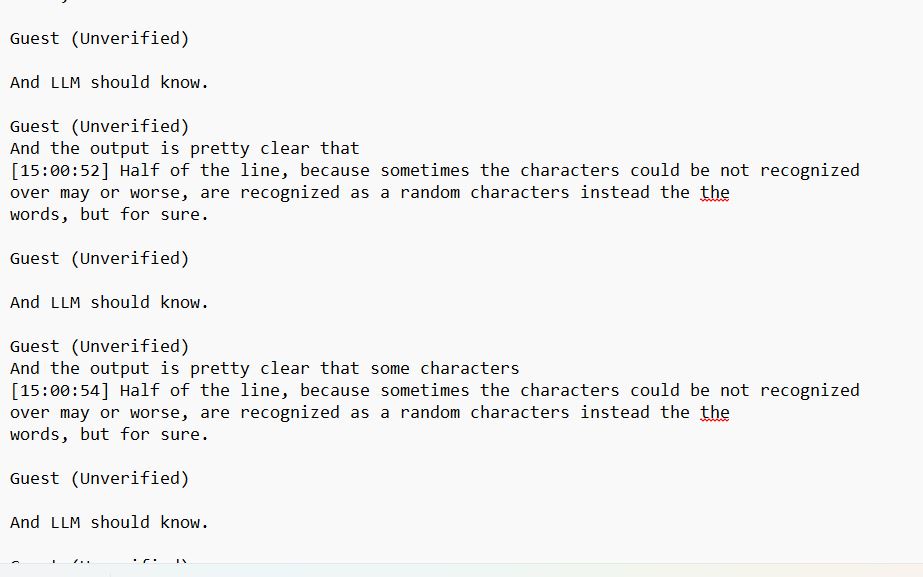 Guest (Unverified)
And LLM should know.
Guest (Unverified)
And the output is pretty clear that
[15:00:52] Half of the line, because sometimes the characters could be not recognized
over may or worse, are recognized as a random characters instead the the
words, but for sure.
Guest (Unverified)
And LLM should know.
Guest (Unverified)
And the output is pretty clear that some characters
[15:00:54] Half of the line, because sometimes the characters could be not recognized
over may or worse, are recognized as a random characters instead the the
words, but for sure.
Guest (Unverified)
And LLM should know.